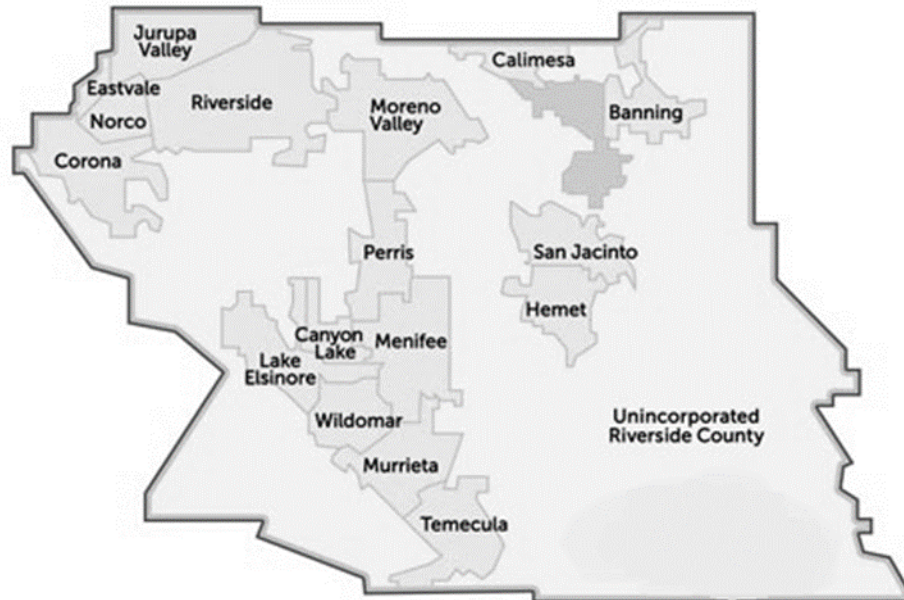 Jurupa
Valley
Calimesa
Eastvale
Riverside
Moreno
Valley
Banning
Norco
Corona
Perris
San Jacinto
Hemet
Canyon
Lake
Menifee
Lake
Elsinore
Wildomar
Unincorporated
Riverside County
Murrieta
Temecula